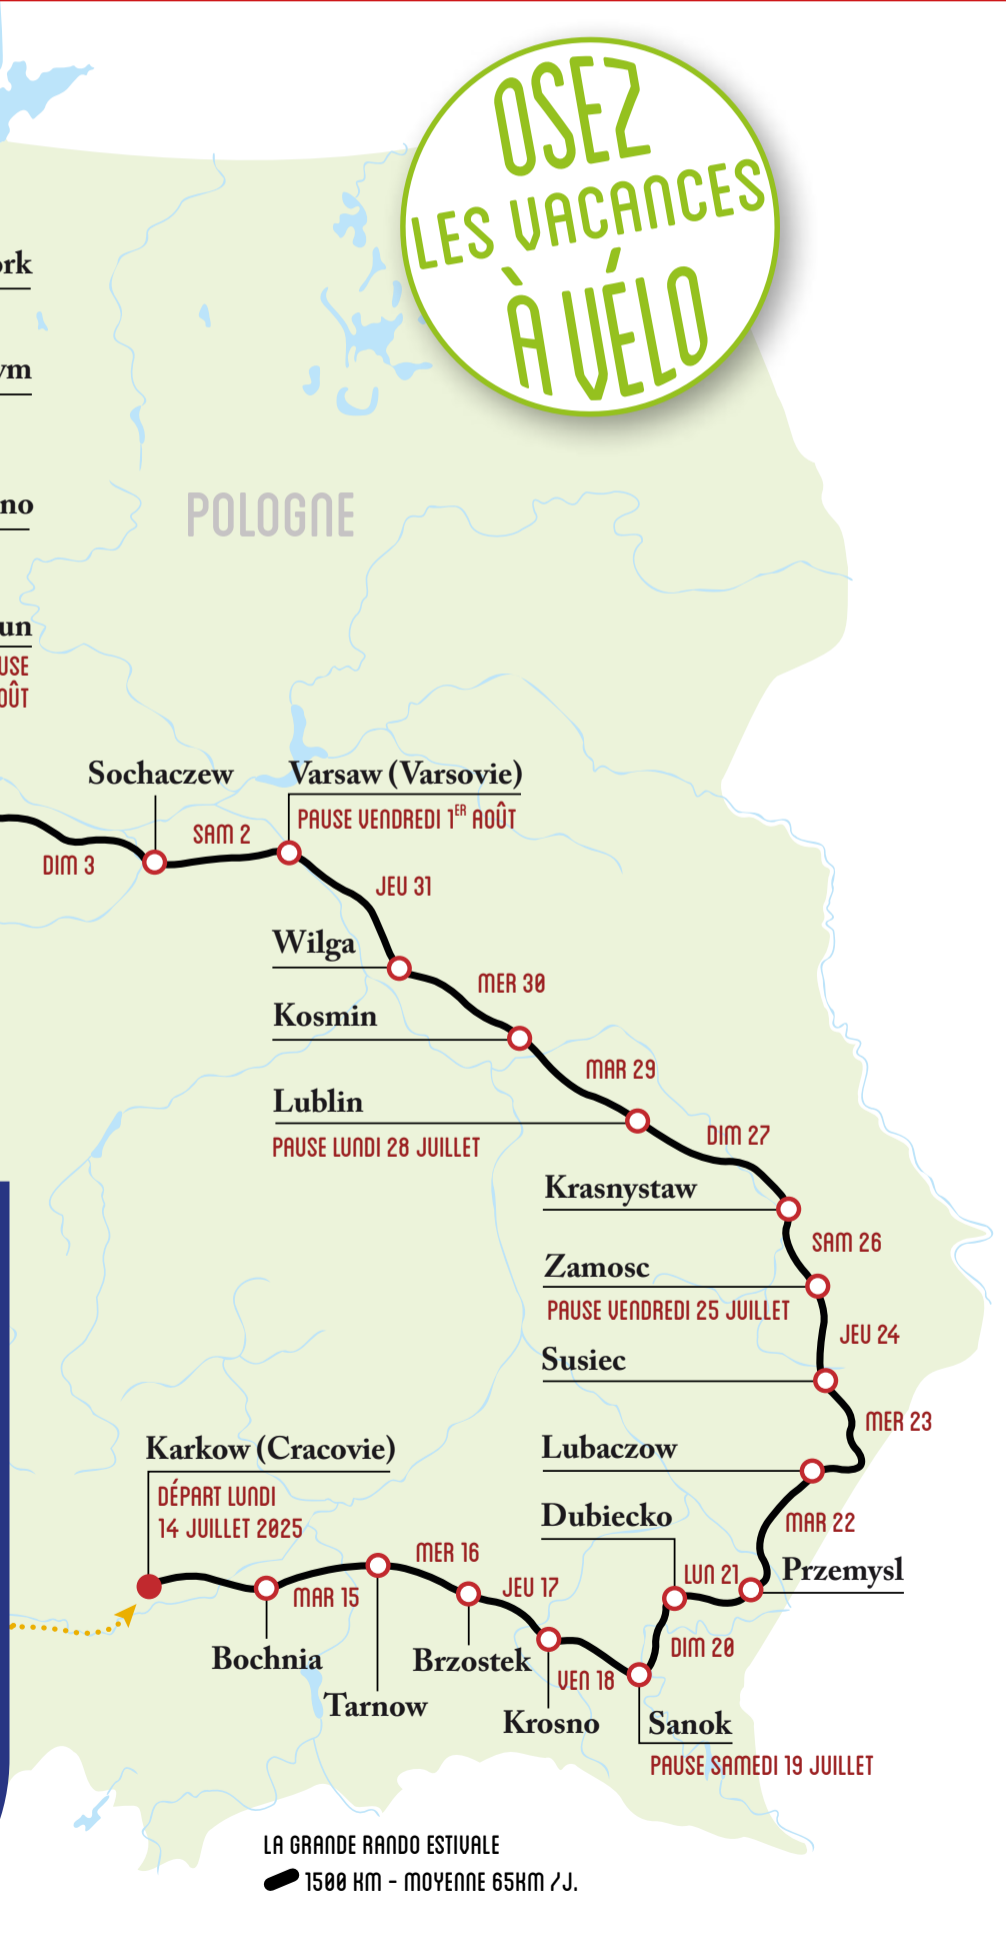 OSEZ
LES VACANCES
À VÉLO
POLOGNE
Sochaczew
Varsaw (Varsovie)
PAUSE VENDREDI 1ER AOÛT
SAM 2
DIM 3
JEU 31
Wilga
MER 30
Kosmin
MAR 29
Lublin
PAUSE LUNDI 28 JUILLET
DIM 27
Krasnystaw
SAM 26
Zamosc
PAUSE VENDREDI 25 JUILLET
JEU 24
Susiec
MER 23
Lubaczow
Karkow (Cracovie)
DÉPART LUNDI
14 JUILLET 2025
Dubiecko
MAR 22
Przemysl
LUN 21
MER 16
JEU 17
MAR 15
DIM 20
Bochnia
Brzostek
VEN 18
Tarnow
Krosno
Sanok
PAUSE SAMEDI 19 JUILLET
LA GRANDE RANDO ESTIVALE
1500 KM - MOYENNE 65KM /J.